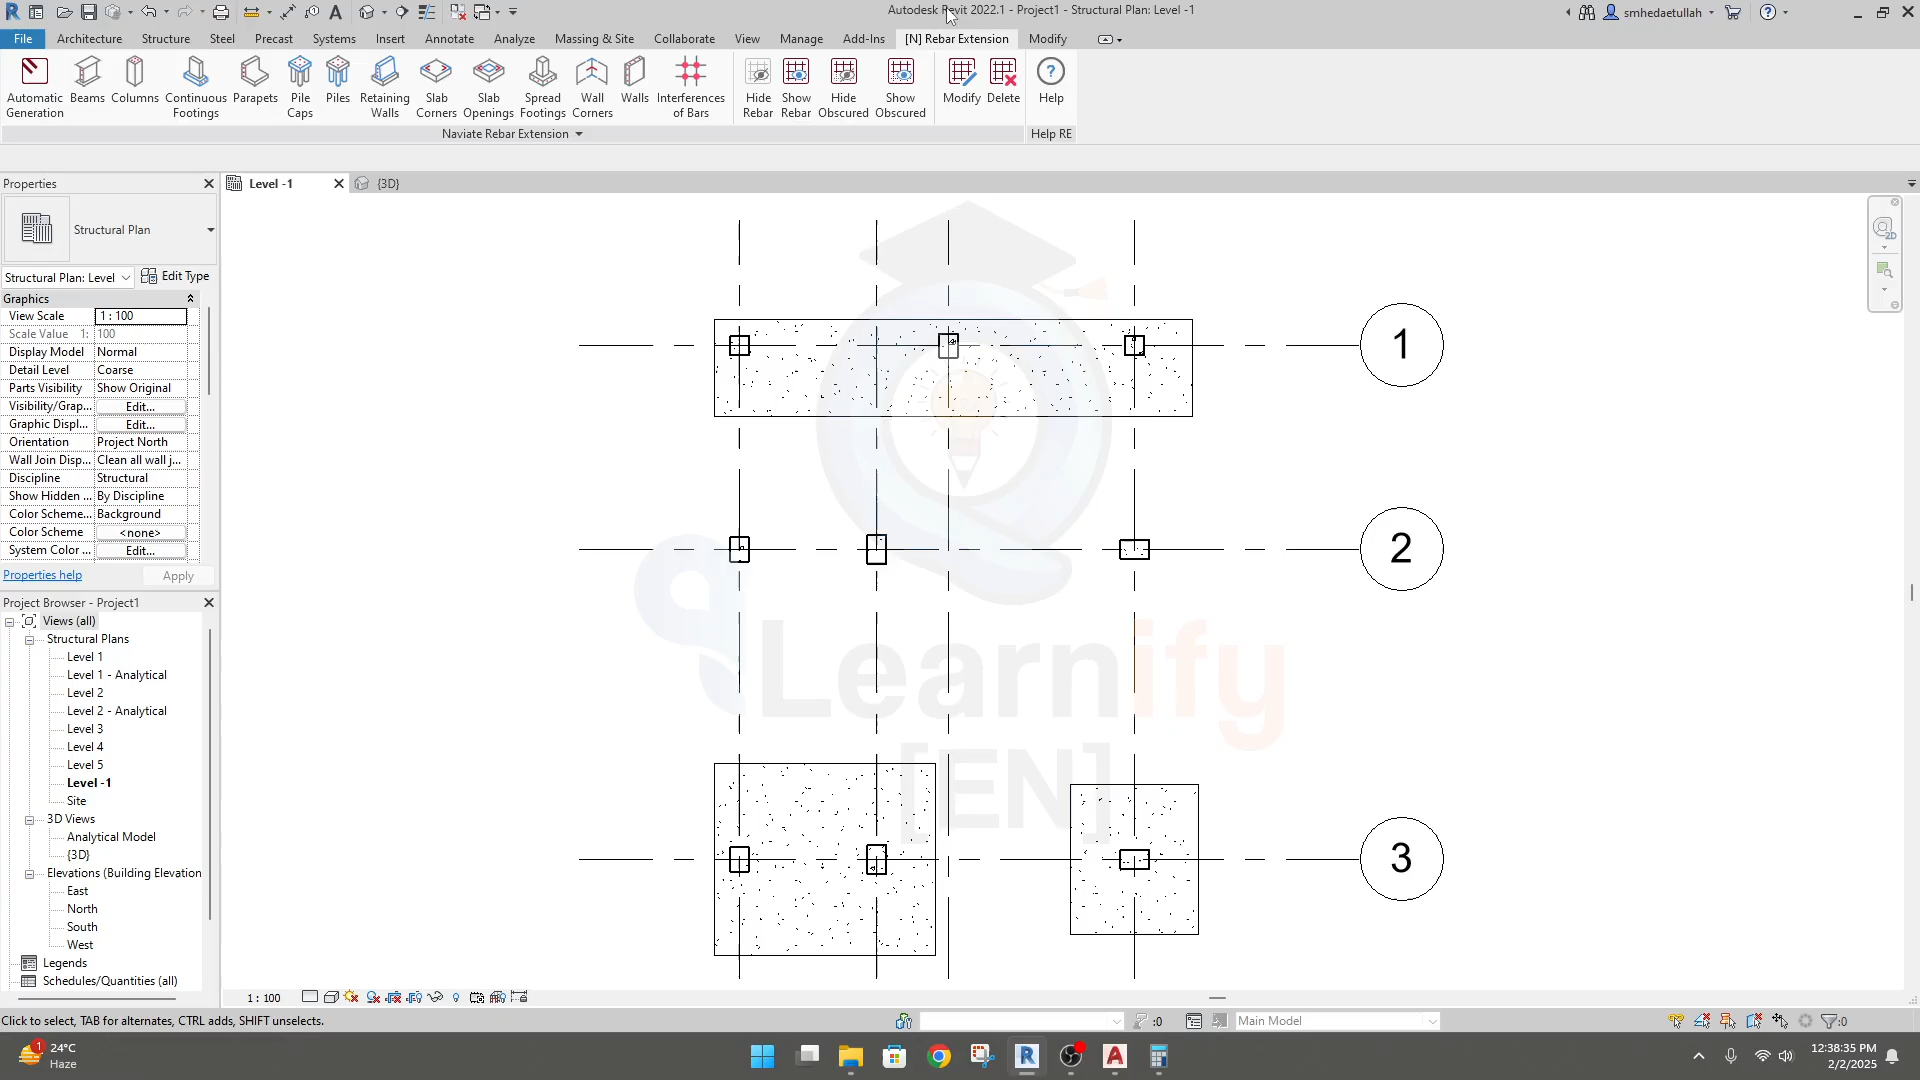 Autodesk Revit 2022.1 - Project1 - Structural Plan: Level -1
smhedaetullah
File Architecture Structure Steel Precast Systems Insert Annotate Analyze Massing & Site Collaborate View Manage Add-Ins [N] Rebar Extension Modify
Automatic Generation
Beams
Columns
Continuous Footings
Parapets
Pile Caps
Piles
Retaining Walls
Slab Corners
Slab Openings
Spread Footings
Wall Corners
Walls
Interferences of Bars
Hide Rebar
Show Rebar
Hide Obscured
Show Obscured
Modify
Delete
Help
Naviate Rebar Extension
Help RE
Properties
Level -1
{3D}
2D
Structural Plan
Structural Plan: Level
Edit Type
Graphics
View Scale 1 : 100
Scale Value 1: 100
Display Model Normal
Detail Level Coarse
Parts Visibility Show Original
Visibility/Grap... Edit...
Graphic Displ... Edit...
Orientation Project North
Wall Join Disp... Clean all wall j...
Discipline Structural
Show Hidden ... By Discipline
Color Scheme... Background
Color Scheme <none>
System Color ... Edit...
Properties help
Apply
Project Browser - Project1
Views (all)
Structural Plans
Level 1
Level 1 - Analytical
Level 2
Level 2 - Analytical
Level 3
Level 4
Level 5
Level -1
Site
3D Views
Analytical Model
{3D}
Elevations (Building Elevation
East
North
South
West
Legends
Schedules/Quantities (all)
1
2
3
Learnify
[EN]
1 : 100
Click to select, TAB for alternates, CTRL adds, SHIFT unselects.
:0
Main Model
:0
1
24°C
Haze
12:38:35 PM
2/2/2025